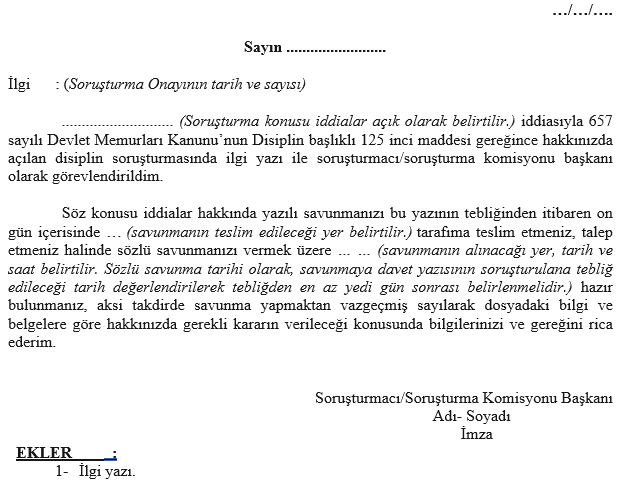 …/…/….
Sayın .........................
İlgi : (Soruşturma Onayının tarih ve sayısı)
............................ (Soruşturma konusu iddialar açık olarak belirtilir.) iddiasıyla 657
sayılı Devlet Memurları Kanunu’nun Disiplin başlıklı 125 inci maddesi gereğince hakkınızda
açılan disiplin soruşturmasında ilgi yazı ile soruşturmacı/soruşturma komisyonu başkanı
olarak görevlendirildim.
Söz konusu iddialar hakkında yazılı savunmanızı bu yazının tebliğinden itibaren on
gün içerisinde … (savunmanın teslim edileceği yer belirtilir.) tarafıma teslim etmeniz, talep
etmeniz halinde sözlü savunmanızı vermek üzere … … (savunmanın alınacağı yer, tarih ve
saat belirtilir. Sözlü savunma tarihi olarak, savunmaya davet yazısının soruşturulana tebliğ
edileceği tarih değerlendirilerek tebliğden en az yedi gün sonrası belirlenmelidir.) hazır
bulunmanız, aksi takdirde savunma yapmaktan vazgeçmiş sayılarak dosyadaki bilgi ve
belgelere göre hakkınızda gerekli kararın verileceği konusunda bilgilerinizi ve gereğini rica
ederim.
Soruşturmacı/Soruşturma Komisyonu Başkanı
Adı- Soyadı
İmza
EKLER :
1- İlgi yazı.